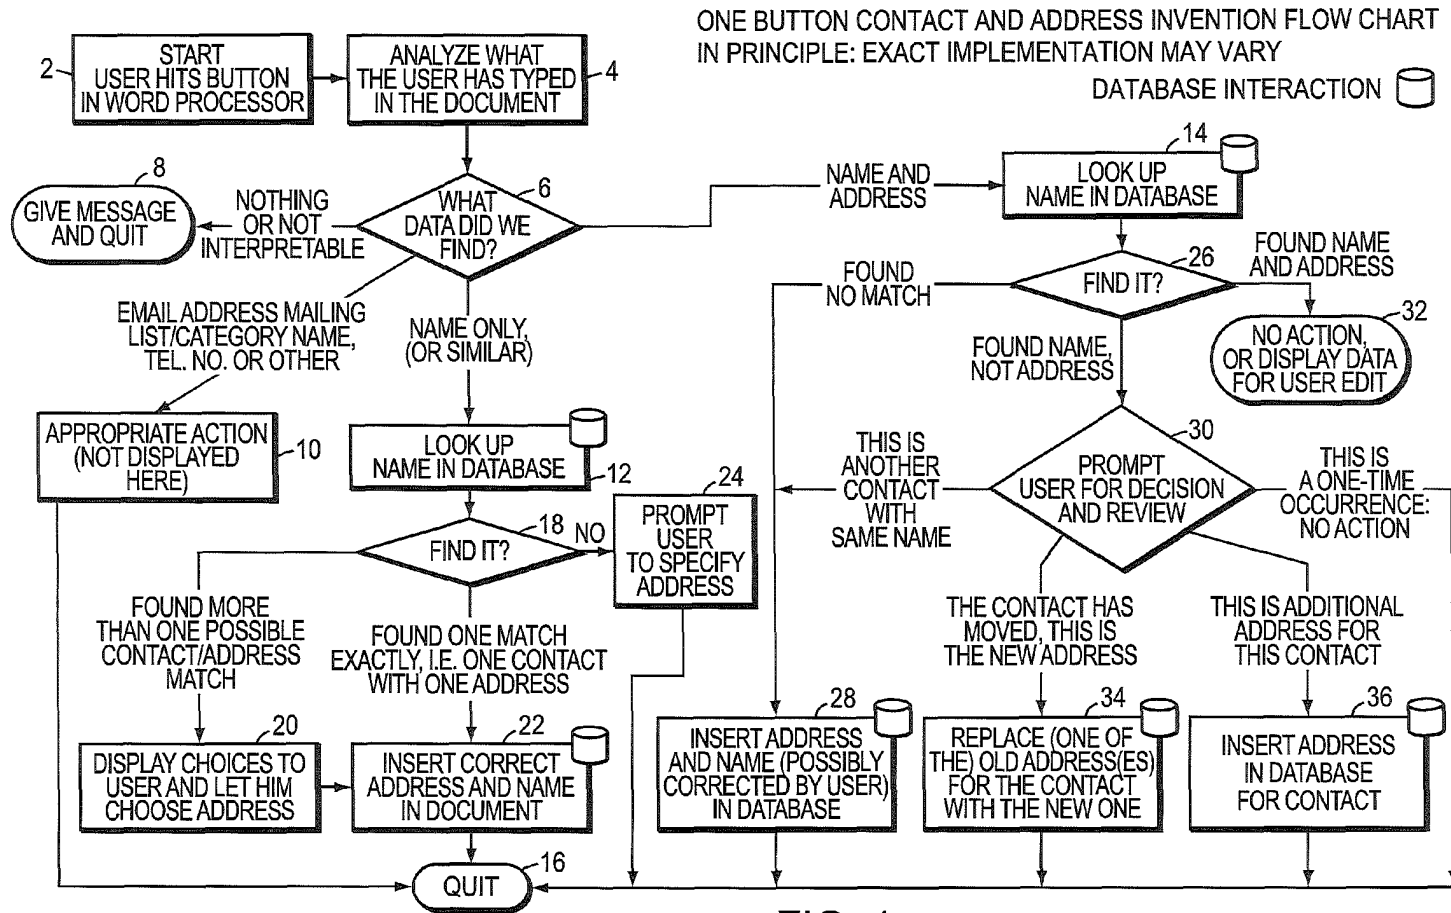 ONE BUTTON CONTACT AND ADDRESS INVENTION FLOW CHART
IN PRINCIPLE: EXACT IMPLEMENTATION MAY VARY
DATABASE INTERACTION
2
START
USER HITS BUTTON
IN WORD PROCESSOR
ANALYZE WHAT
THE USER HAS TYPED
IN THE DOCUMENT
4
8
GIVE MESSAGE
AND QUIT
NOTHING
OR NOT
INTERPRETABLE
6
WHAT
DATA DID WE
FIND?
NAME AND
ADDRESS
14
LOOK UP
NAME IN DATABASE
EMAIL ADDRESS MAILING
LIST/CATEGORY NAME,
TEL. NO. OR OTHER
NAME ONLY,
(OR SIMILAR)
FOUND
NO MATCH
26
FIND IT?
FOUND NAME
AND ADDRESS
32
NO ACTION,
OR DISPLAY DATA
FOR USER EDIT
FOUND NAME,
NOT ADDRESS
APPROPRIATE ACTION
(NOT DISPLAYED
HERE)
10
LOOK UP
NAME IN DATABASE
12
THIS IS
ANOTHER
CONTACT
WITH
SAME NAME
30
PROMPT
USER FOR DECISION
AND REVIEW
THIS IS
A ONE-TIME
OCCURRENCE:
NO ACTION
18
FIND IT?
NO
24
PROMPT
USER
TO SPECIFY
ADDRESS
FOUND MORE
THAN ONE POSSIBLE
CONTACT/ADDRESS
MATCH
FOUND ONE MATCH
EXACTLY, I.E. ONE CONTACT
WITH ONE ADDRESS
THE CONTACT HAS
MOVED, THIS IS
THE NEW ADDRESS
THIS IS ADDITIONAL
ADDRESS FOR
THIS CONTACT
20
DISPLAY CHOICES TO
USER AND LET HIM
CHOOSE ADDRESS
22
INSERT CORRECT
ADDRESS AND NAME
IN DOCUMENT
28
INSERT ADDRESS
AND NAME (POSSIBLY
CORRECTED BY USER)
IN DATABASE
34
REPLACE (ONE OF
THE) OLD ADDRESS(ES)
FOR THE CONTACT
WITH THE NEW ONE
36
INSERT ADDRESS
IN DATABASE
FOR CONTACT
16
QUIT